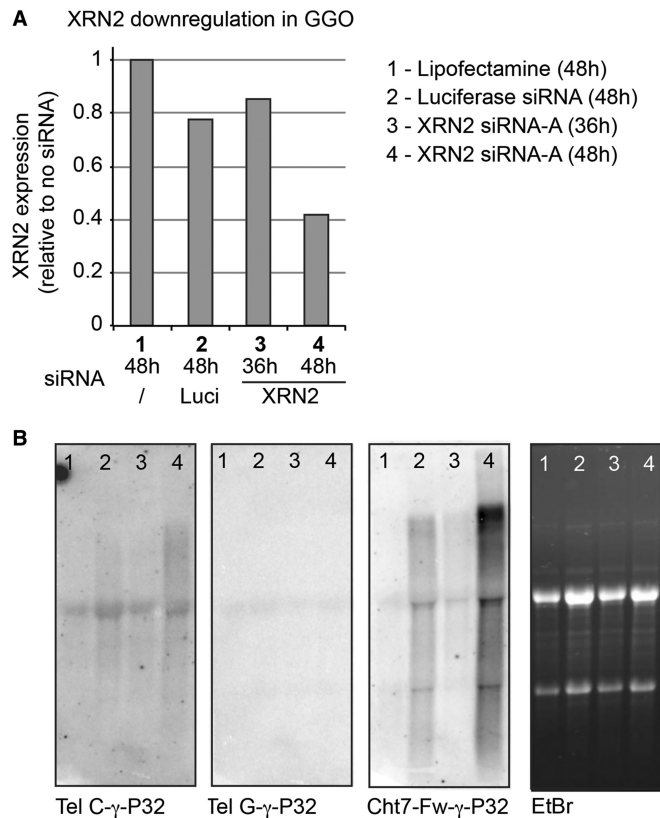 A XRN2 downregulation in GGO
XRN2 expression
(relative to no siRNA)
1
0.8
0.6
0.4
0.2
0
1 2 3 4
48h 48h 36h 48h
siRNA / Luci XRN2
1 - Lipofectamine (48h)
2 - Luciferase siRNA (48h)
3 - XRN2 siRNA-A (36h)
4 - XRN2 siRNA-A (48h)
B
1 2 3 4
1 2 3 4
1 2 3 4
1 2 3 4
Tel C-γ-P32
Tel G-γ-P32
Cht7-Fw-γ-P32
EtBr